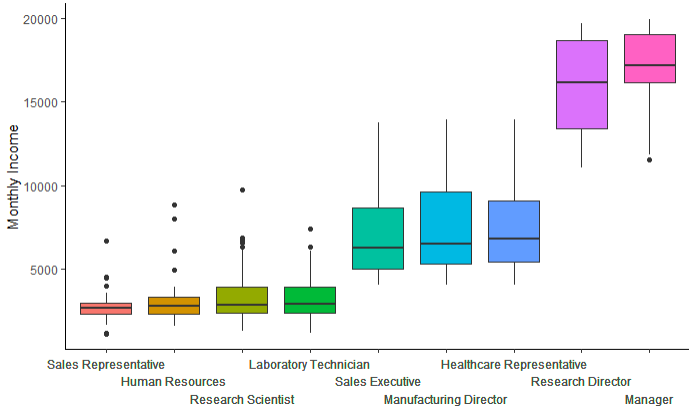 20000
15000
10000
5000
Monthly Income
Sales Representative
Laboratory Technician
Healthcare Representative
Human Resources
Sales Executive
Research Director
Research Scientist
Manufacturing Director
Manager